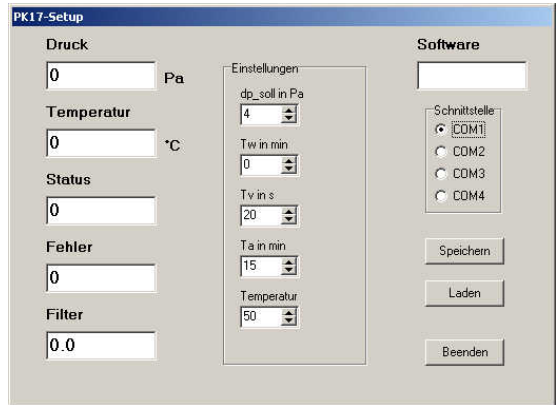 PK17-Setup
Druck
0 Pa
Temperatur
0 °C
Status
0
Fehler
0
Filter
0.0
Einstellungen
dp_soll in Pa
4
Tw in min
0
Tv in s
20
Ta in min
15
Temperatur
50
Software
Schnittstelle
COM1
COM2
COM3
COM4
Speichern
Laden
Beenden